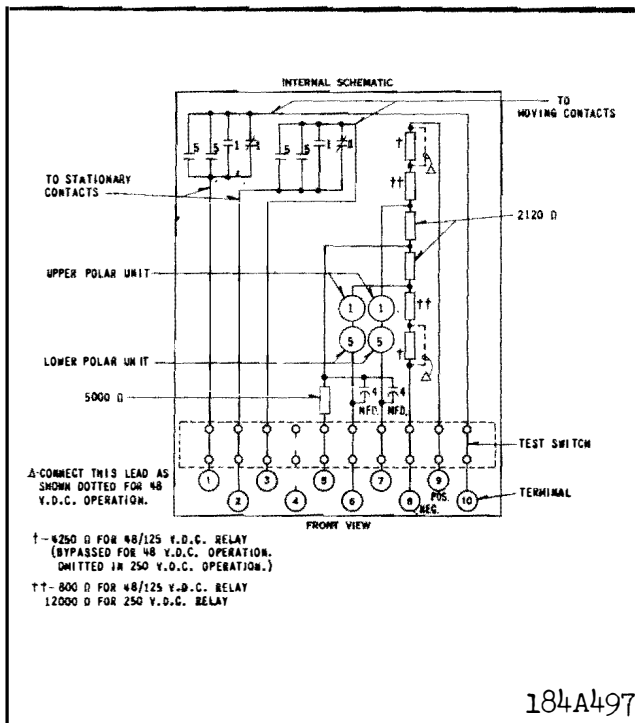 INTERNAL SCHEMATIC
TO
MOVING CONTACTS
5
5
1
1
5
5
1
1
TO STATIONARY
CONTACTS
†
Δ
††
2120 Ω
UPPER POLAR UNIT
1
1
††
LOWER POLAR UNIT
5
5
†
Δ
5000 Ω
4
MFD.
4
MFD.
TEST SWITCH
Δ-CONNECT THIS LEAD AS
SHOWN DOTTED FOR 48
V.D.C. OPERATION.
1
2
3
4
5
6
7
8
NEG.
9
POS.
10
TERMINAL
FRONT VIEW
†-4250 Ω FOR 48/125 V.D.C. RELAY
(BYPASSED FOR 48 V.D.C. OPERATION.
OMITTED IN 250 V.D.C. OPERATION.)
††-800 Ω FOR 48/125 V.D.C. RELAY
12000 Ω FOR 250 V.D.C. RELAY
184A497